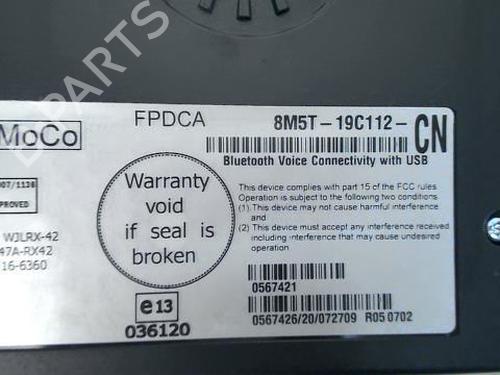 B-PARTS
FPDCA
8M5T-19C112-CN
MoCo
Bluetooth Voice Connectivity with USB
007/1136
PROVED
WJLRX-42
47A-RX42
16-6360
Warranty
void
if seal is
broken
This device complies with part 15 of the FCC rules
Operation is subject to the following two conditions
(1) This device may not cause harmful interference
and
(2) This device must accept any interference received
including interference that may cause undesired
operation
0567421
e13
036120
0567426/20/072709 R05 0702